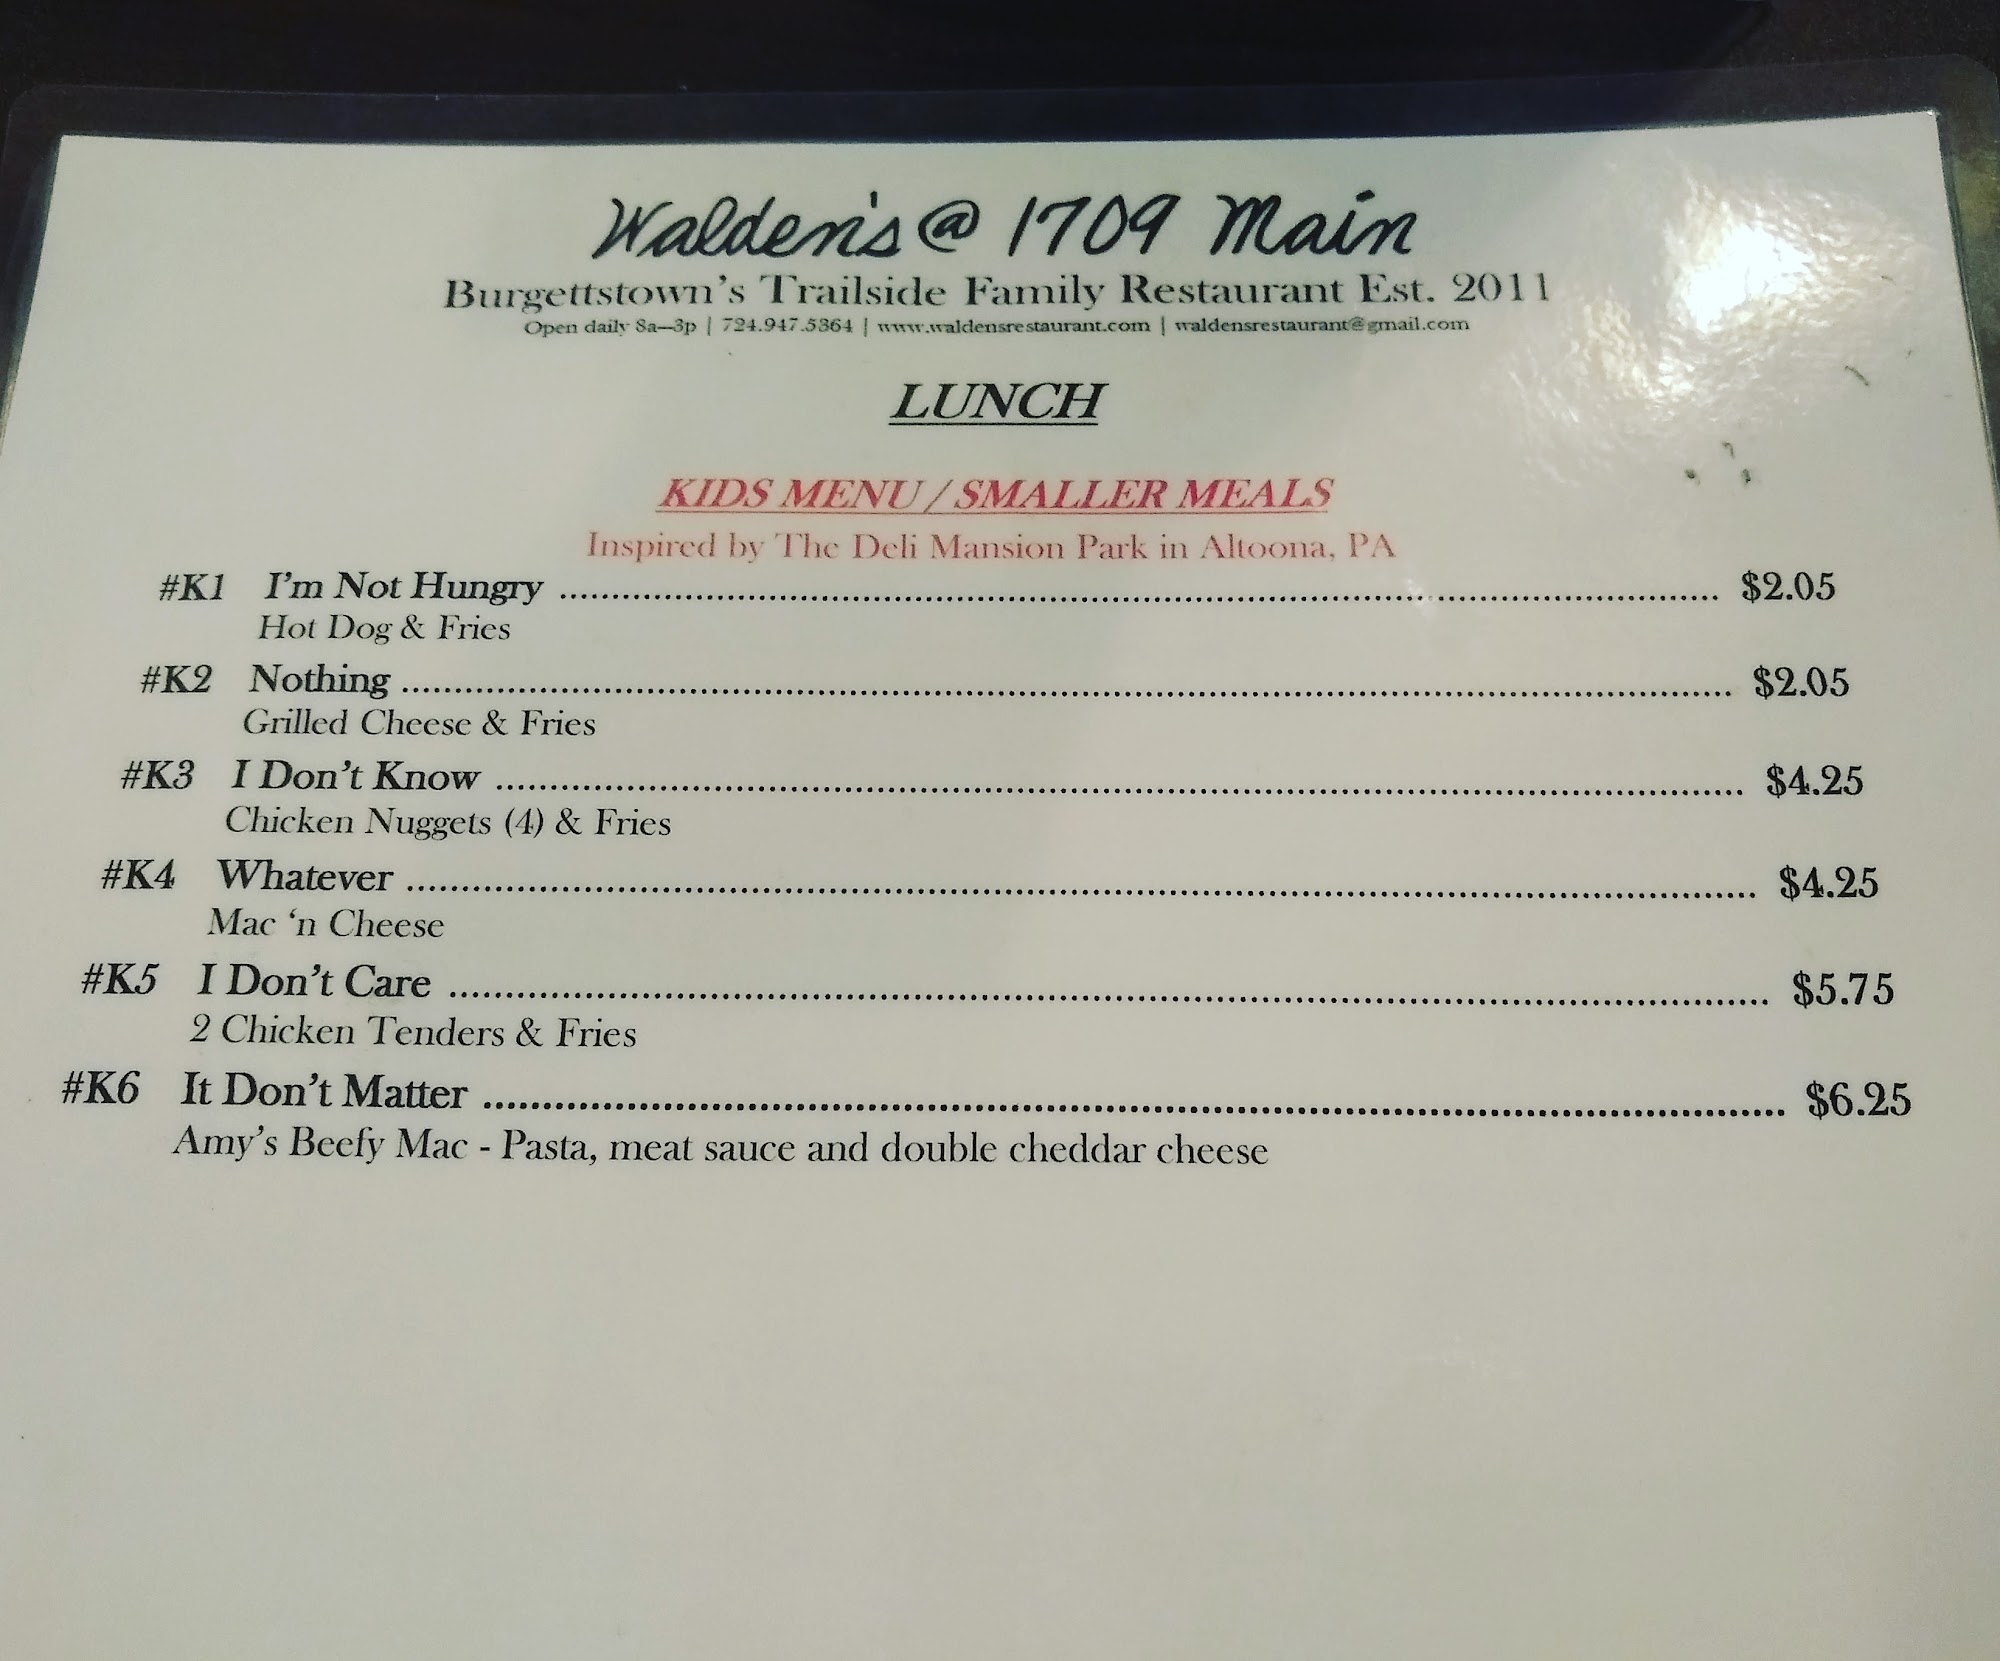 Walden's @ 1709 Main
Burgettstown's Trailside Family Restaurant Est. 2011
Open daily 8a—3p | 724.947.5364 | www.waldensrestaurant.com | waldensrestaurant@gmail.com
LUNCH
KIDS MENU / SMALLER MEALS
Inspired by The Deli Mansion Park in Altoona, PA
#K1 I'm Not Hungry ........................ $2.05
Hot Dog & Fries
#K2 Nothing ........................ $2.05
Grilled Cheese & Fries
#K3 I Don't Know ........................ $4.25
Chicken Nuggets (4) & Fries
#K4 Whatever ........................ $4.25
Mac ‘n Cheese
#K5 I Don't Care ........................ $5.75
2 Chicken Tenders & Fries
#K6 It Don't Matter ........................ $6.25
Amy's Beefy Mac - Pasta, meat sauce and double cheddar cheese